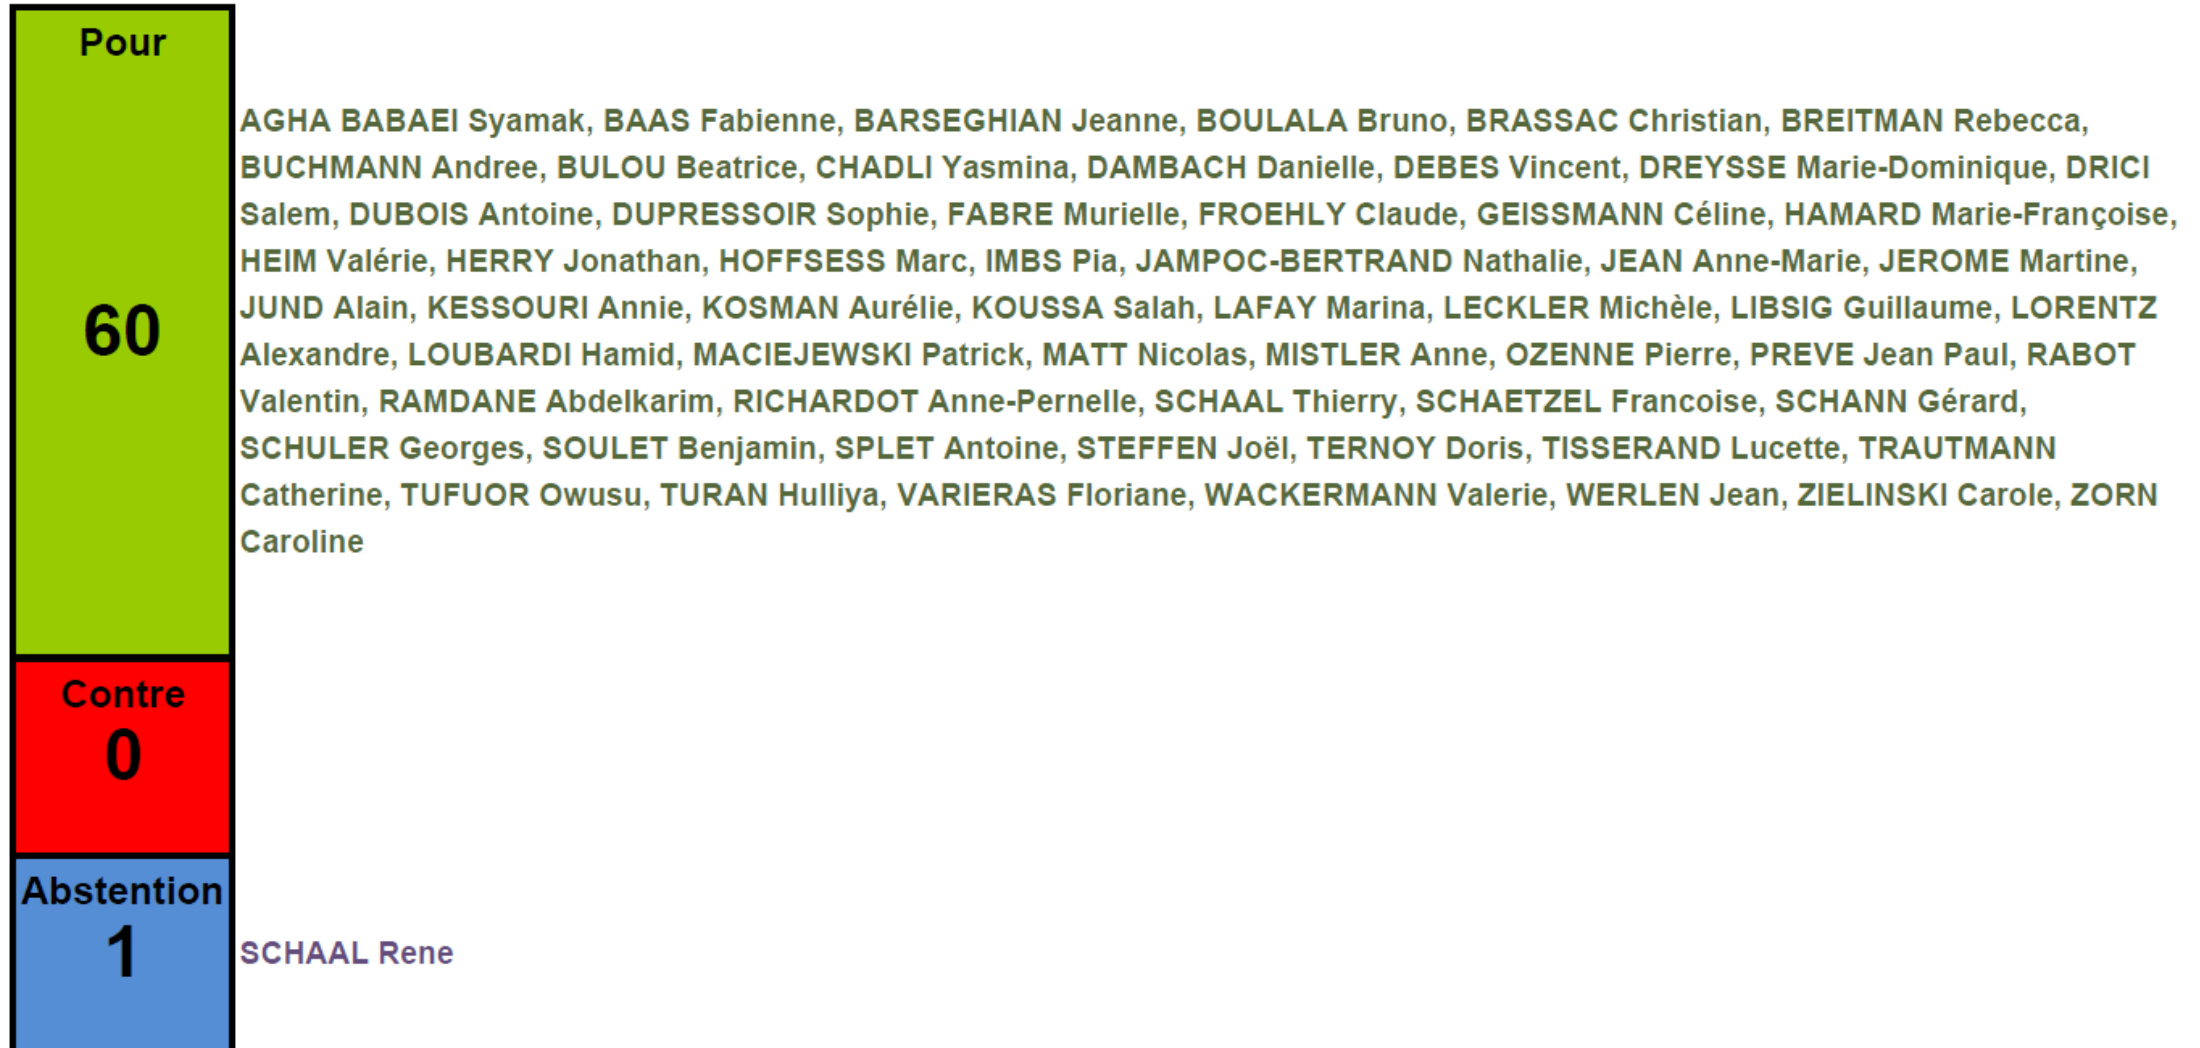 Pour
60
AGHA BABAEI Syamak, BAAS Fabienne, BARSEGHIAN Jeanne, BOULALA Bruno, BRASSAC Christian, BREITMAN Rebecca,
BUCHMANN Andree, BULOU Beatrice, CHADLI Yasmina, DAMBACH Danielle, DEBES Vincent, DREYSSE Marie-Dominique, DRICI
Salem, DUBOIS Antoine, DUPRESSOIR Sophie, FABRE Murielle, FROEHLY Claude, GEISSMANN Céline, HAMARD Marie-Françoise,
HEIM Valérie, HERRY Jonathan, HOFFSESS Marc, IMBS Pia, JAMPOC-BERTRAND Nathalie, JEAN Anne-Marie, JEROME Martine,
JUND Alain, KESSOURI Annie, KOSMAN Aurélie, KOUSSA Salah, LAFAY Marina, LECKLER Michèle, LIBSIG Guillaume, LORENTZ
Alexandre, LOUBARDI Hamid, MACIEJEWSKI Patrick, MATT Nicolas, MISTLER Anne, OZENNE Pierre, PREVE Jean Paul, RABOT
Valentin, RAMDANE Abdelkarim, RICHARDOT Anne-Pernelle, SCHAAL Thierry, SCHAETZEL Francoise, SCHANN Gérard,
SCHULER Georges, SOULET Benjamin, SPLET Antoine, STEFFEN Joël, TERNOY Doris, TISSERAND Lucette, TRAUTMANN
Catherine, TUFUOR Owusu, TURAN Hulliya, VARIERAS Floriane, WACKERMANN Valerie, WERLEN Jean, ZIELINSKI Carole, ZORN
Caroline
Contre
0
Abstention
1
SCHAAL Rene